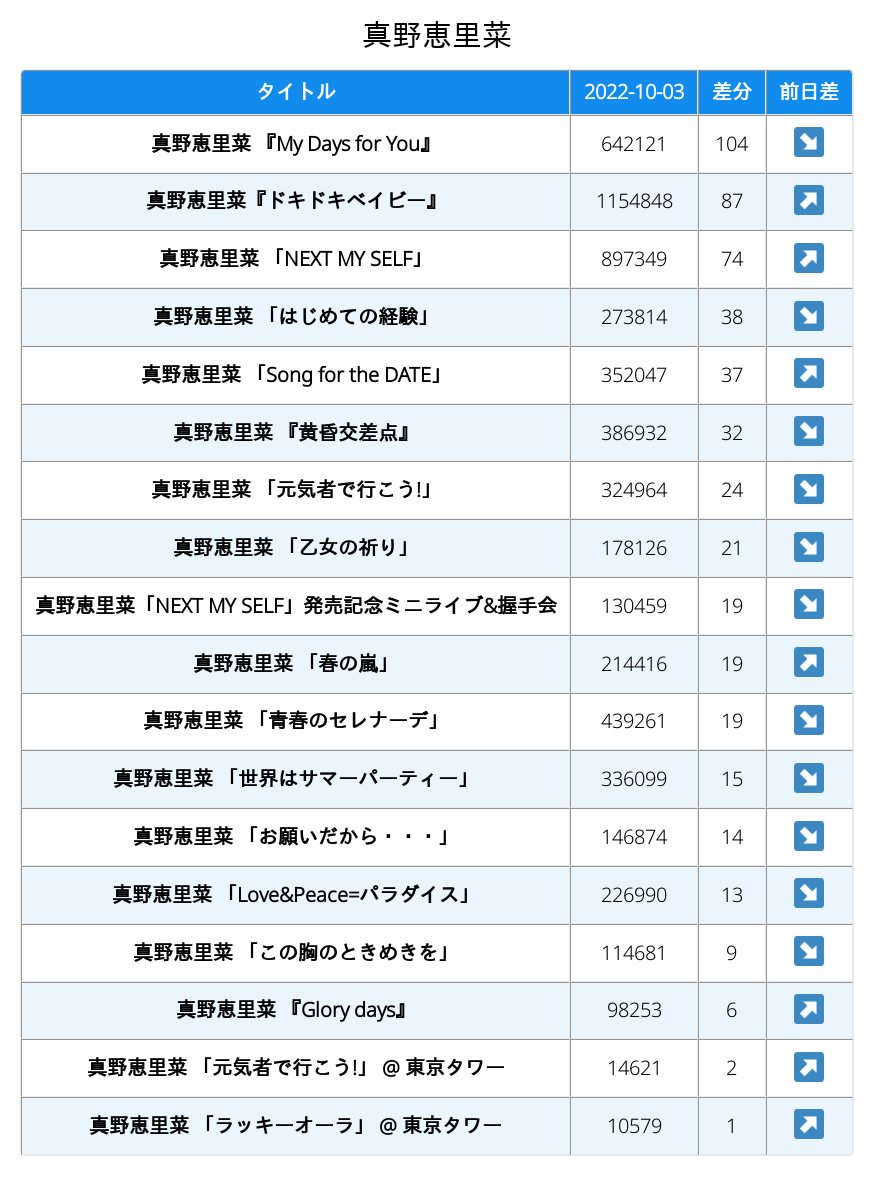 真野恵里菜
タイトル 2022-10-03 差分 前日差
真野恵里菜 『My Days for You』 642121 104 ↘
真野恵里菜『ドキドキベイビー』 1154848 87 ↗
真野恵里菜 「NEXT MY SELF」 897349 74 ↗
真野恵里菜 「はじめての経験」 273814 38 ↘
真野恵里菜 「Song for the DATE」 352047 37 ↗
真野恵里菜 『黄昏交差点』 386932 32 ↘
真野恵里菜 「元気者で行こう!」 324964 24 ↘
真野恵里菜 「乙女の祈り」 178126 21 ↘
真野恵里菜「NEXT MY SELF」発売記念ミニライブ&握手会 130459 19 ↘
真野恵里菜 「春の嵐」 214416 19 ↗
真野恵里菜 「青春のセレナーデ」 439261 19 ↘
真野恵里菜 「世界はサマーパーティー」 336099 15 ↘
真野恵里菜 「お願いだから・・・」 146874 14 ↘
真野恵里菜 「Love&Peace=パラダイス」 226990 13 ↘
真野恵里菜 「この胸のときめきを」 114681 9 ↘
真野恵里菜 『Glory days』 98253 6 ↗
真野恵里菜 「元気者で行こう!」 @ 東京タワー 14621 2 ↗
真野恵里菜 「ラッキーオーラ」 @ 東京タワー 10579 1 ↗